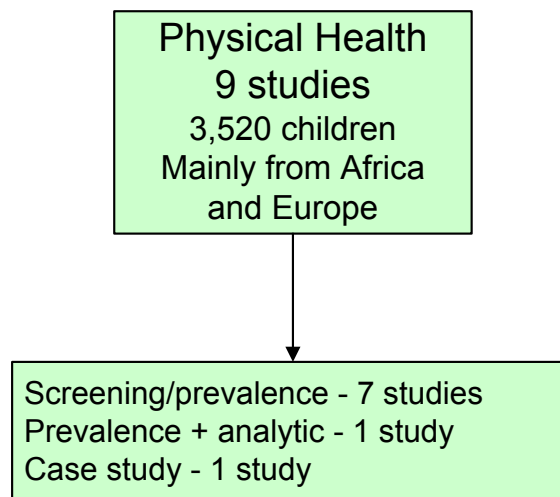 Physical Health
9 studies
3,520 children
Mainly from Africa
and Europe
Screening/prevalence - 7 studies
Prevalence + analytic - 1 study
Case study - 1 study